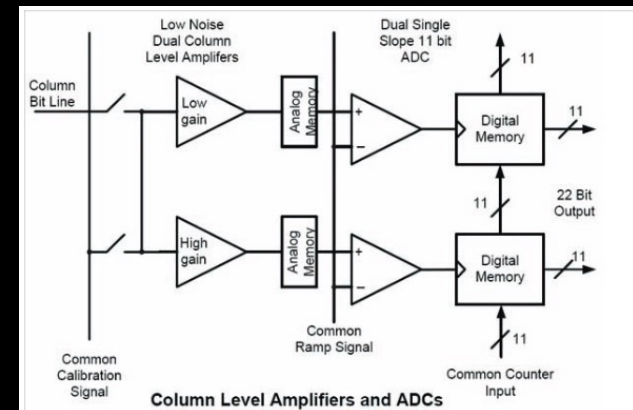 Low Noise
Dual Column
Level Amplifers
Dual Single
Slope 11 bit
ADC
11
Column
Bit Line
Low
gain
Analog
Memory
+
−
Digital
Memory
11
11
22 Bit
Output
High
gain
Analog
Memory
+
−
Digital
Memory
11
Common
Ramp Signal
11
Common
Calibration
Signal
Common Counter
Input
Column Level Amplifiers and ADCs